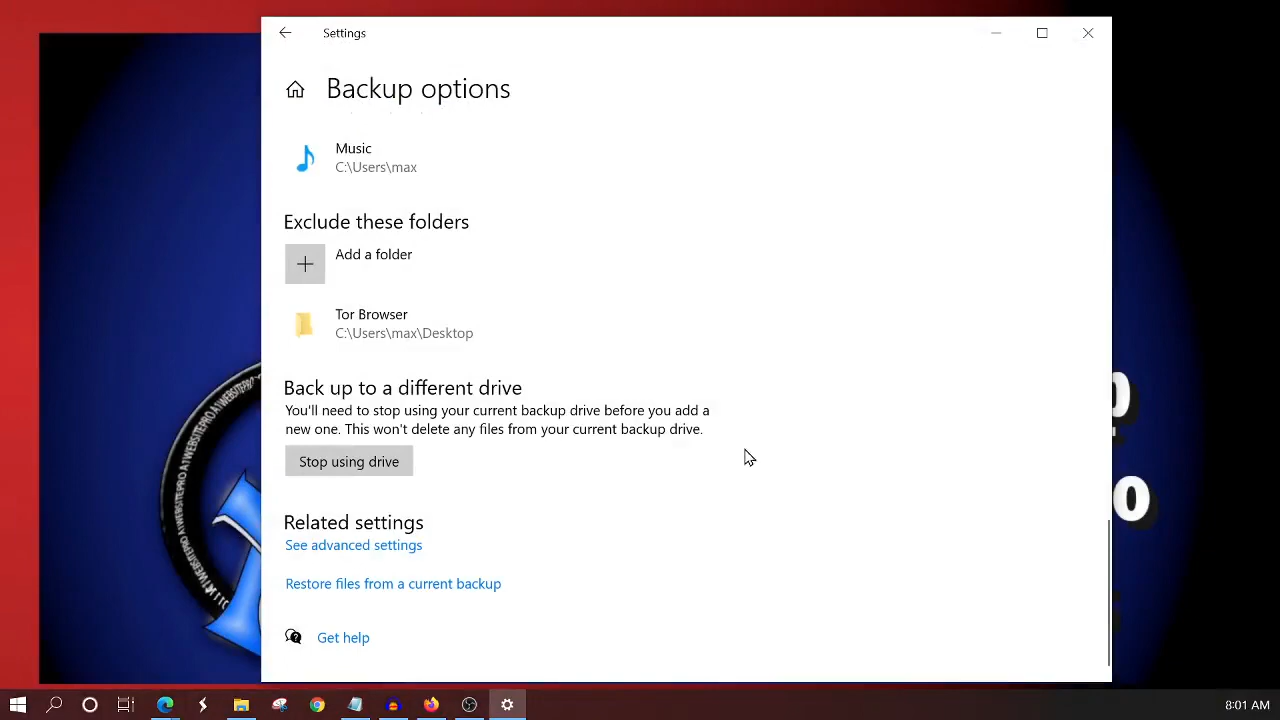 Settings
Backup options
Music
C:\Users\max
Exclude these folders
Add a folder
Tor Browser
C:\Users\max\Desktop
Back up to a different drive
You'll need to stop using your current backup drive before you add a
new one. This won't delete any files from your current backup drive.
Stop using drive
Related settings
See advanced settings
Restore files from a current backup
Get help
8:01 AM